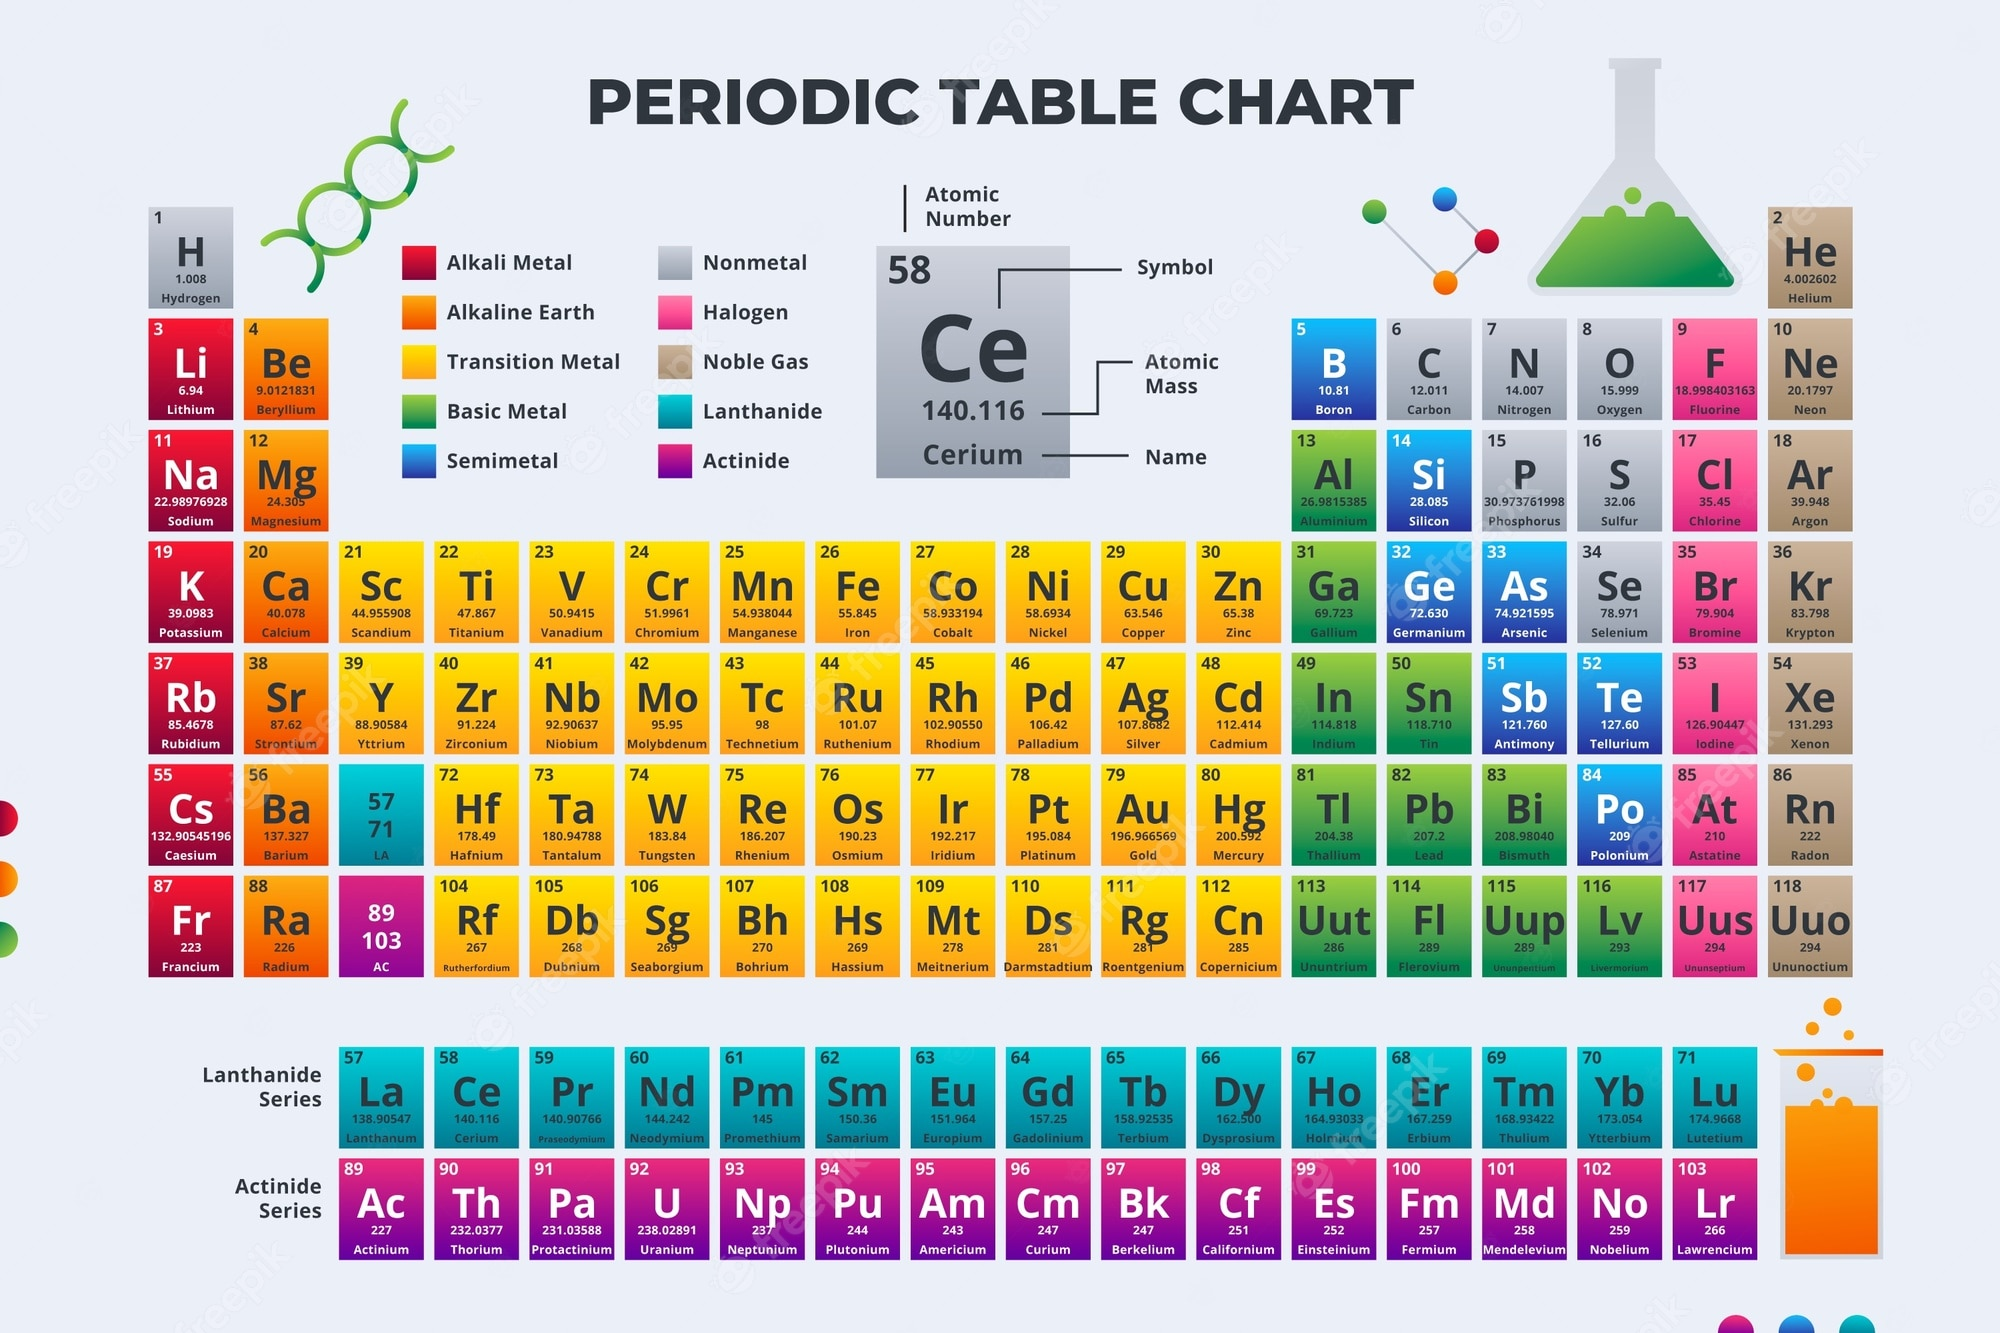 PERIODIC TABLE CHART
Atomic
Number
58
Ce
140.116
Cerium
Symbol
Atomic
Mass
Name
Alkali Metal
Alkaline Earth
Transition Metal
Basic Metal
Semimetal
Nonmetal
Halogen
Noble Gas
Lanthanide
Actinide
1 2
H He
1.008 4.002602
Hydrogen Helium
3 4 5 6 7 8 9 10
Li Be B C N O F Ne
6.94 9.0121831 10.81 12.011 14.007 15.999 18.998403163 20.1797
Lithium Beryllium Boron Carbon Nitrogen Oxygen Fluorine Neon
11 12 13 14 15 16 17 18
Na Mg Al Si P S Cl Ar
22.98976928 24.305 26.9815385 28.085 30.973761998 32.06 35.45 39.948
Sodium Magnesium Aluminium Silicon Phosphorus Sulfur Chlorine Argon
19 20 21 22 23 24 25 26 27 28 29 30 31 32 33 34 35 36
K Ca Sc Ti V Cr Mn Fe Co Ni Cu Zn Ga Ge As Se Br Kr
39.0983 40.078 44.955908 47.867 50.9415 51.9961 54.938044 55.845 58.933194 58.6934 63.546 65.38 69.723 72.630 74.921595 78.971 79.904 83.798
Potassium Calcium Scandium Titanium Vanadium Chromium Manganese Iron Cobalt Nickel Copper Zinc Gallium Germanium Arsenic Selenium Bromine Krypton
37 38 39 40 41 42 43 44 45 46 47 48 49 50 51 52 53 54
Rb Sr Y Zr Nb Mo Tc Ru Rh Pd Ag Cd In Sn Sb Te I Xe
85.4678 87.62 88.90584 91.224 92.90637 95.95 98 101.07 102.90550 106.42 107.8682 112.414 114.818 118.710 121.760 127.60 126.90447 131.293
Rubidium Strontium Yttrium Zirconium Niobium Molybdenum Technetium Ruthenium Rhodium Palladium Silver Cadmium Indium Tin Antimony Tellurium Iodine Xenon
55 56 57 72 73 74 75 76 77 78 79 80 81 82 83 84 85 86
Cs Ba 71 Hf Ta W Re Os Ir Pt Au Hg Tl Pb Bi Po At Rn
132.90545196 137.327 178.49 180.94788 183.84 186.207 190.23 192.217 195.084 196.966569 200.592 204.38 207.2 208.98040 209 210 222
Caesium Barium LA Hafnium Tantalum Tungsten Rhenium Osmium Iridium Platinum Gold Mercury Thallium Lead Bismuth Polonium Astatine Radon
87 88 89 104 105 106 107 108 109 110 111 112 113 114 115 116 117 118
Fr Ra 103 Rf Db Sg Bh Hs Mt Ds Rg Cn Uut Fl Uup Lv Uus Uuo
223 226 267 268 269 270 269 278 281 281 285 286 289 289 293 294 294
Francium Radium AC Rutherfordium Dubnium Seaborgium Bohrium Hassium Meitnerium Darmstadtium Roentgenium Copernicium Ununtrium Flerovium Ununpentium Livermorium Ununseptium Ununoctium
Lanthanide
Series
57 58 59 60 61 62 63 64 65 66 67 68 69 70 71
La Ce Pr Nd Pm Sm Eu Gd Tb Dy Ho Er Tm Yb Lu
138.90547 140.116 140.90766 144.242 145 150.36 151.964 157.25 158.92535 162.500 164.93033 167.259 168.93422 173.054 174.9668
Lanthanum Cerium Praseodymium Neodymium Promethium Samarium Europium Gadolinium Terbium Dysprosium Holmium Erbium Thulium Ytterbium Lutetium
Actinide
Series
89 90 91 92 93 94 95 96 97 98 99 100 101 102 103
Ac Th Pa U Np Pu Am Cm Bk Cf Es Fm Md No Lr
227 232.0377 231.03588 238.02891 237 244 243 247 247 251 252 257 258 259 266
Actinium Thorium Protactinium Uranium Neptunium Plutonium Americium Curium Berkelium Californium Einsteinium Fermium Mendelevium Nobelium Lawrencium
freepik